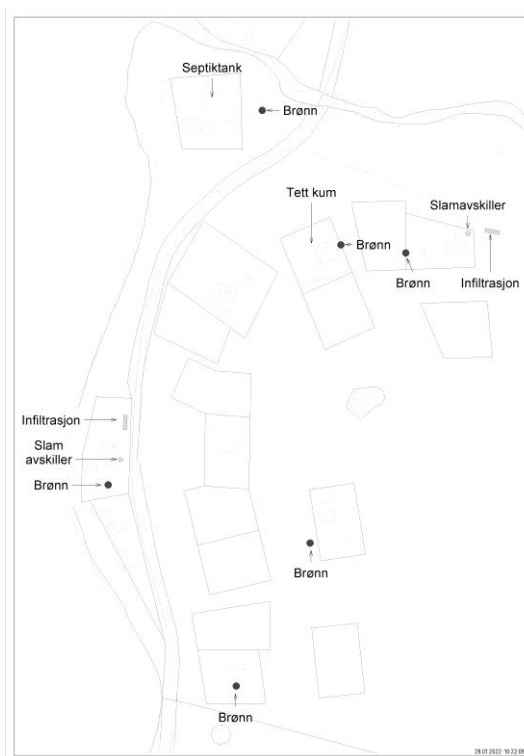 Septiktank
Brønn
Tett kum
Slamavskiller
Brønn
Brønn
Infiltrasjon
Infiltrasjon
Slam
avskiller
Brønn
Brønn
Brønn
28.01.2022 10:22:08